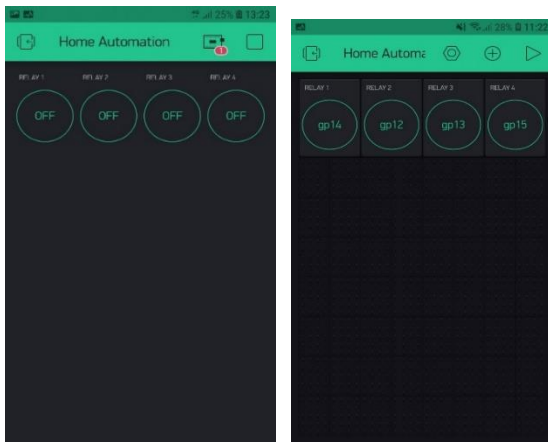 25% 13:23
Home Automation
1
RELAY 1 RELAY 2 RELAY 3 RELAY 4
OFF OFF OFF OFF
28% 11:22
Home Automa
RELAY 1 RELAY 2 RELAY 3 RELAY 4
gp14 gp12 gp13 gp15